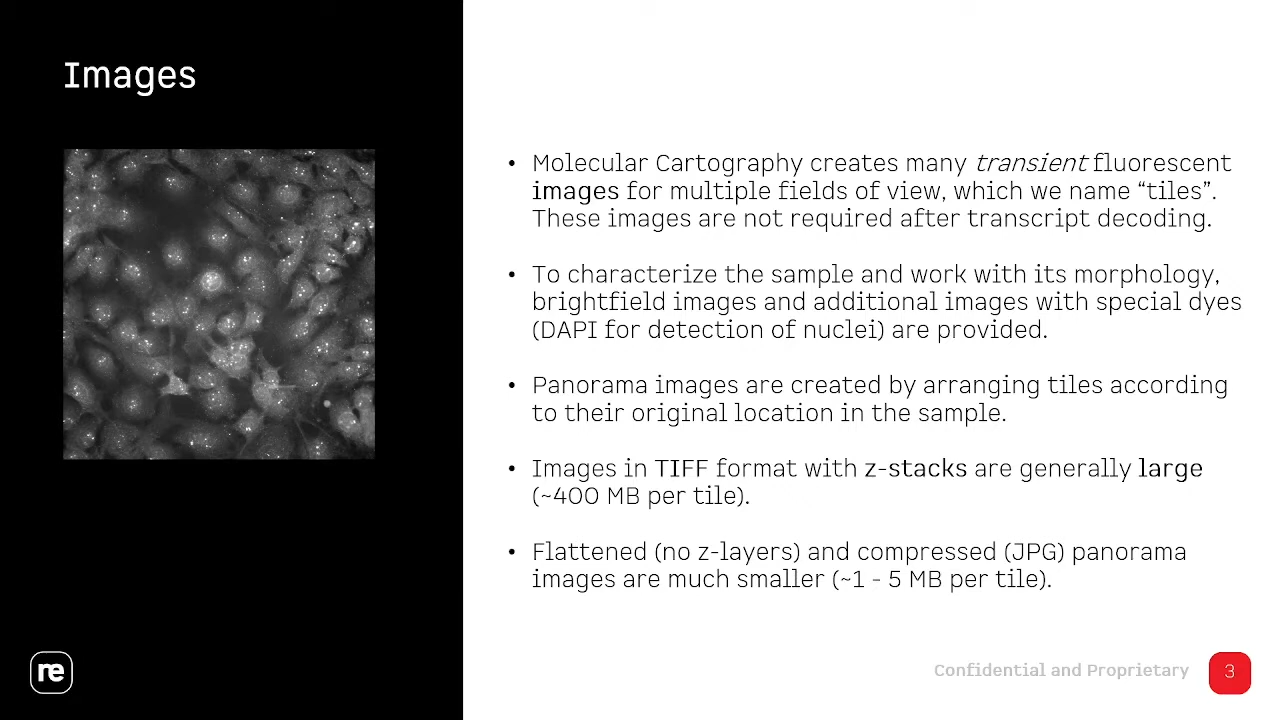 Images
• Molecular Cartography creates many transient fluorescent
images for multiple fields of view, which we name “tiles”.
These images are not required after transcript decoding.
• To characterize the sample and work with its morphology,
brightfield images and additional images with special dyes
(DAPI for detection of nuclei) are provided.
• Panorama images are created by arranging tiles according
to their original location in the sample.
• Images in TIFF format with z-stacks are generally large
(~400 MB per tile).
• Flattened (no z-layers) and compressed (JPG) panorama
images are much smaller (~1 - 5 MB per tile).
re
Confidential and Proprietary
3